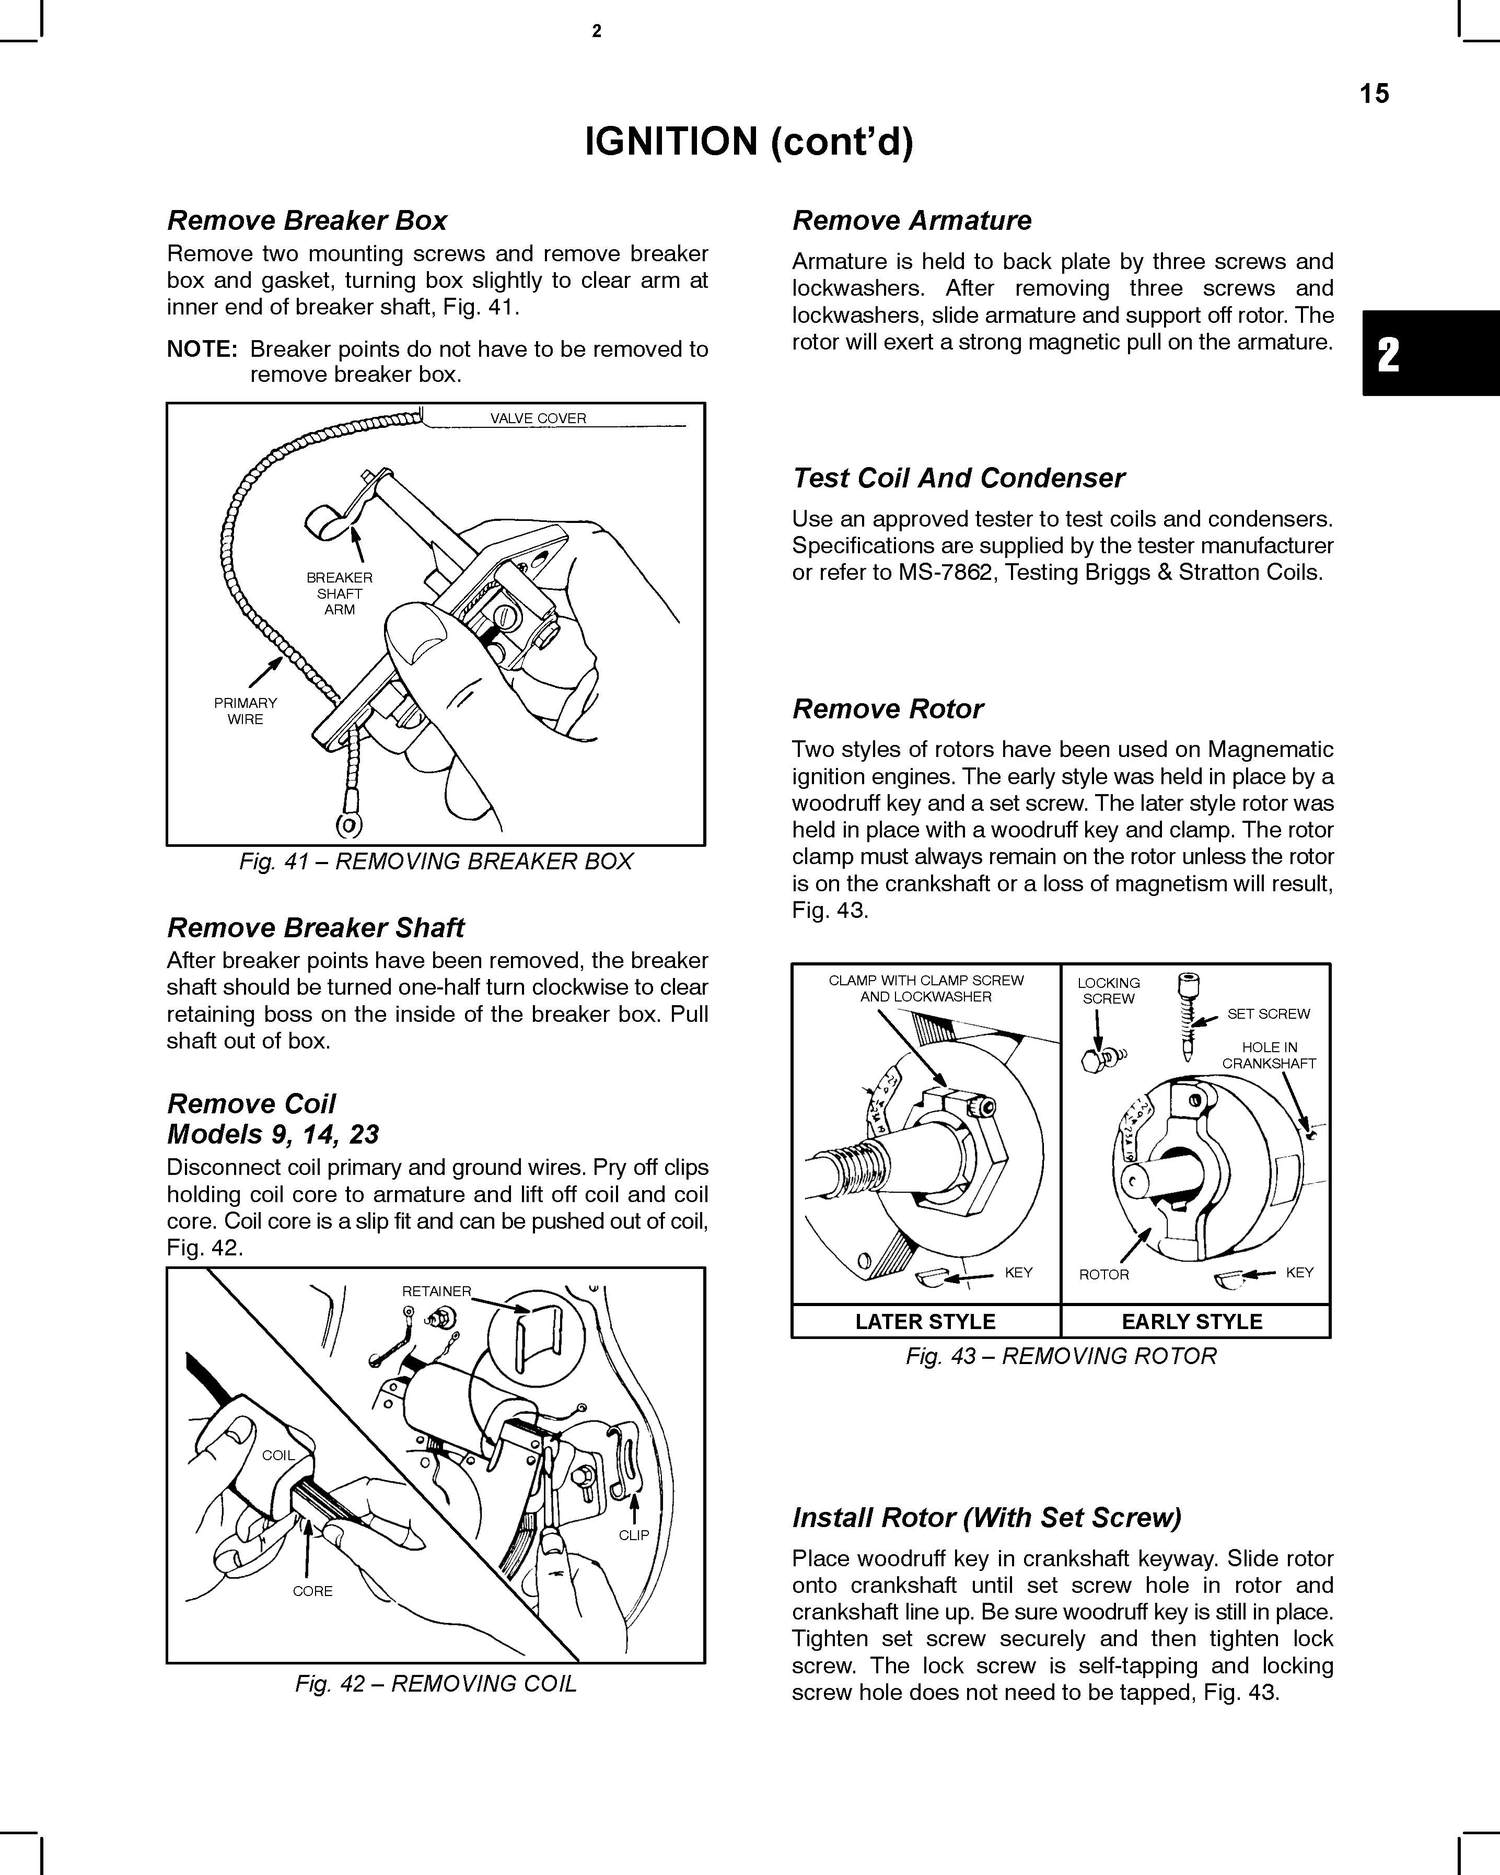 2
15
IGNITION (cont’d)
Remove Breaker Box
Remove two mounting screws and remove breaker
box and gasket, turning box slightly to clear arm at
inner end of breaker shaft, Fig. 41.
NOTE: Breaker points do not have to be removed to
remove breaker box.
VALVE COVER
BREAKER
SHAFT
ARM
PRIMARY
WIRE
Fig. 41 – REMOVING BREAKER BOX
Remove Breaker Shaft
After breaker points have been removed, the breaker
shaft should be turned one-half turn clockwise to clear
retaining boss on the inside of the breaker box. Pull
shaft out of box.
Remove Coil
Models 9, 14, 23
Disconnect coil primary and ground wires. Pry off clips
holding coil core to armature and lift off coil and coil
core. Coil core is a slip fit and can be pushed out of coil,
Fig. 42.
RETAINER
COIL
CLIP
CORE
Fig. 42 – REMOVING COIL
Remove Armature
Armature is held to back plate by three screws and
lockwashers. After removing three screws and
lockwashers, slide armature and support off rotor. The
rotor will exert a strong magnetic pull on the armature.
2
Test Coil And Condenser
Use an approved tester to test coils and condensers.
Specifications are supplied by the tester manufacturer
or refer to MS-7862, Testing Briggs & Stratton Coils.
Remove Rotor
Two styles of rotors have been used on Magnematic
ignition engines. The early style was held in place by a
woodruff key and a set screw. The later style rotor was
held in place with a woodruff key and clamp. The rotor
clamp must always remain on the rotor unless the rotor
is on the crankshaft or a loss of magnetism will result,
Fig. 43.
CLAMP WITH CLAMP SCREW
AND LOCKWASHER
KEY
LATER STYLE
LOCKING
SCREW
SET SCREW
HOLE IN
CRANKSHAFT
ROTOR
KEY
EARLY STYLE
Fig. 43 – REMOVING ROTOR
Install Rotor (With Set Screw)
Place woodruff key in crankshaft keyway. Slide rotor
onto crankshaft until set screw hole in rotor and
crankshaft line up. Be sure woodruff key is still in place.
Tighten set screw securely and then tighten lock
screw. The lock screw is self-tapping and locking
screw hole does not need to be tapped, Fig. 43.